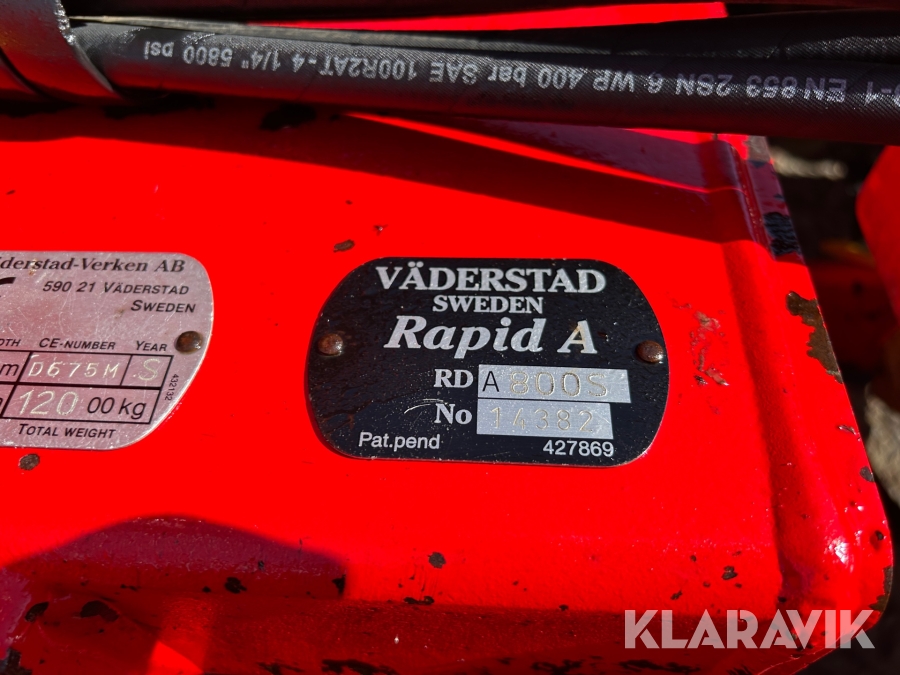 EN 853 2SN 6 WP 400 bar SAE 100R2AT-4 1/4" 5800 psi
derstad-Verken AB
590 21 VÄDERSTAD
SWEDEN
CE-NUMBER YEAR
m D675M S
120 00 kg
TOTAL WEIGHT
432132
VÄDERSTAD
SWEDEN
Rapid A
RD A 800S
No 14382
Pat.pend 427869
KLARAVIK